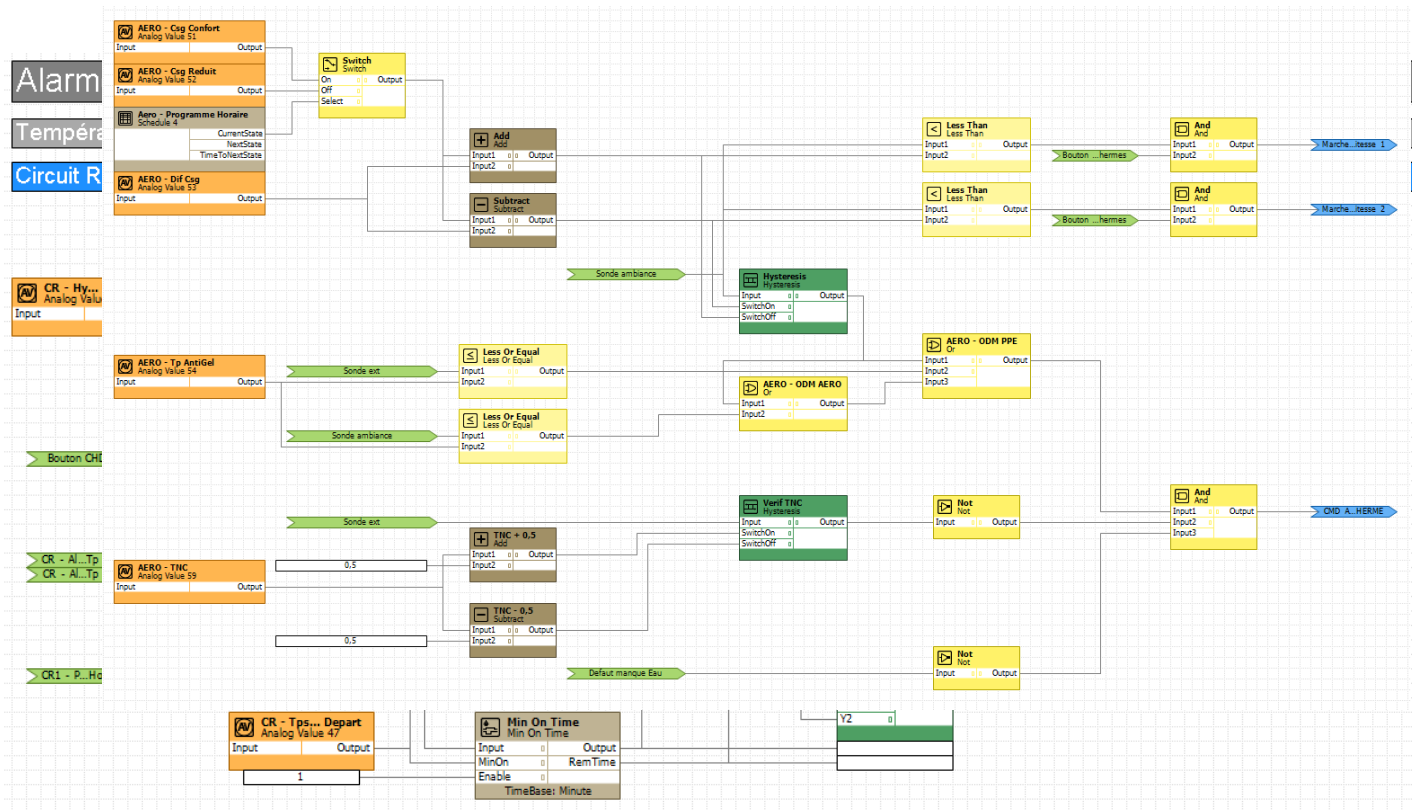 AERO - Csg Confort
Analog Value 51
Input Output
AERO - Csg Reduit
Analog Value 52
Input Output
Aero - Programme Horaire
Schedule 4
CurrentState
NextState
TimeToNextState
AERO - Dif Csg
Analog Value 53
Input Output
Switch
Switch
On Output
Off
Select
Alarm
Tempéra
Circuit R
Add
Add
Input1 Output
Input2
Subtract
Subtract
Input1 Output
Input2
Less Than
Less Than
Input1 Output
Input2
Bouton ...hermes
And
And
Input1 Output
Input2
Marche...itesse 1
Less Than
Less Than
Input1 Output
Input2
Bouton ...hermes
And
And
Input1 Output
Input2
Marche...itesse 2
Sonde ambiance
Hysteresis
Hysteresis
Input Output
SwitchOn
SwitchOff
CR - Hy...
Analog Valu
Input
AERO - Tp AntiGel
Analog Value 54
Input Output
Sonde ext
Less Or Equal
Less Or Equal
Input1 Output
Input2
Sonde ambiance
Less Or Equal
Less Or Equal
Input1 Output
Input2
AERO - ODM AERO
Or
Input1 Output
Input2
AERO - ODM PPE
Or
Input1 Output
Input2
Input3
Bouton CHD
Sonde ext
Verif TNC
Hysteresis
Input Output
SwitchOn
SwitchOff
Not
Not
Input Output
And
And
Input1 Output
Input2
Input3
CMD A...HERME
CR - Al...Tp
CR - Al...Tp
AERO - TNC
Analog Value 59
Input Output
0,5
TNC + 0,5
Add
Input1 Output
Input2
0,5
TNC - 0,5
Subtract
Input1 Output
Input2
CR1 - P...Ho
Defaut manque Eau
Not
Not
Input Output
CR - Tps... Depart
Analog Value 47
Input Output
1
Min On Time
Min On Time
Input Output
MinOn RemTime
Enable
TimeBase: Minute
Y2